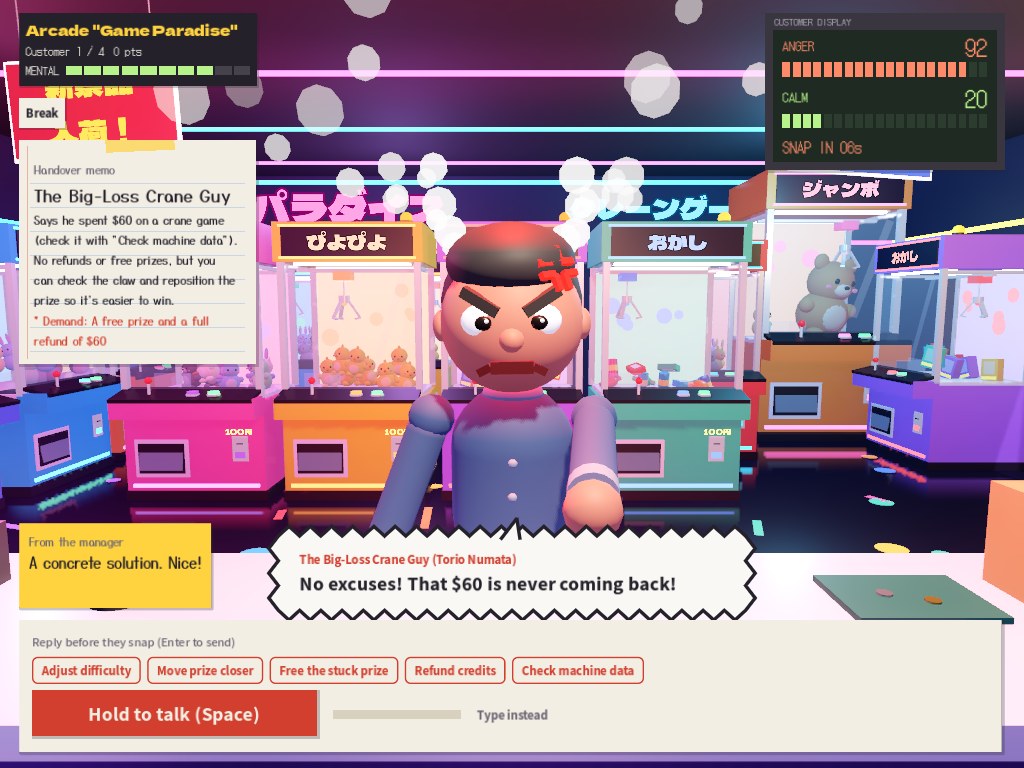 Arcade "Game Paradise"
Customer 1 / 4 0 pts
MENTAL
Break
Handover memo
The Big-Loss Crane Guy
Says he spent $60 on a crane game
(check it with "Check machine data").
No refunds or free prizes, but you
can check the claw and reposition the
prize so it's easier to win.
* Demand: A free prize and a full
refund of $60
CUSTOMER DISPLAY
ANGER 92
CALM 20
SNAP IN 06s
ジャンボ
ぴよぴよ
おかし
おかし
100円
100円
From the manager
A concrete solution. Nice!
The Big-Loss Crane Guy (Torio Numata)
No excuses! That $60 is never coming back!
Reply before they snap (Enter to send)
Adjust difficulty
Move prize closer
Free the stuck prize
Refund credits
Check machine data
Hold to talk (Space)
Type instead